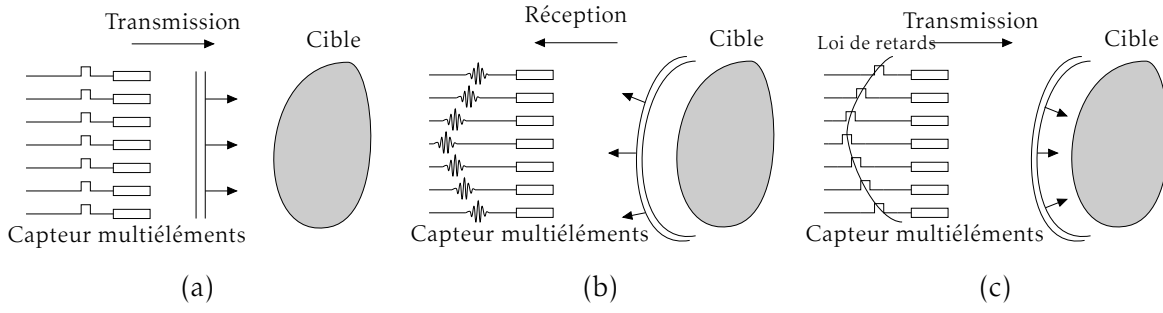 Transmission
Cible
Capteur multiéléments
(a)
Réception
Cible
Capteur multiéléments
(b)
Transmission
Loi de retards
Cible
Capteur multiéléments
(c)